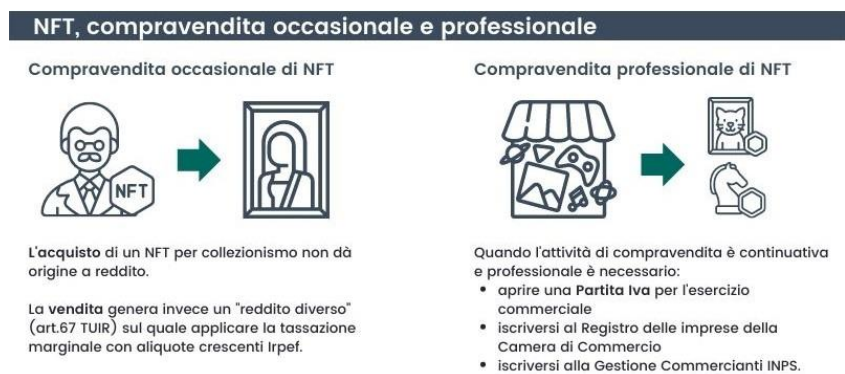 NFT, compravendita occasionale e professionale
Compravendita occasionale di NFT
NFT
L'acquisto di un NFT per collezionismo non dà
origine a reddito.
La vendita genera invece un "reddito diverso"
(art.67 TUIR) sul quale applicare la tassazione
marginale con aliquote crescenti Irpef.
Compravendita professionale di NFT
Quando l'attività di compravendita è continuativa
e professionale è necessario:
• aprire una Partita Iva per l'esercizio
commerciale
• iscriversi al Registro delle imprese della
Camera di Commercio
• iscriversi alla Gestione Commercianti INPS.